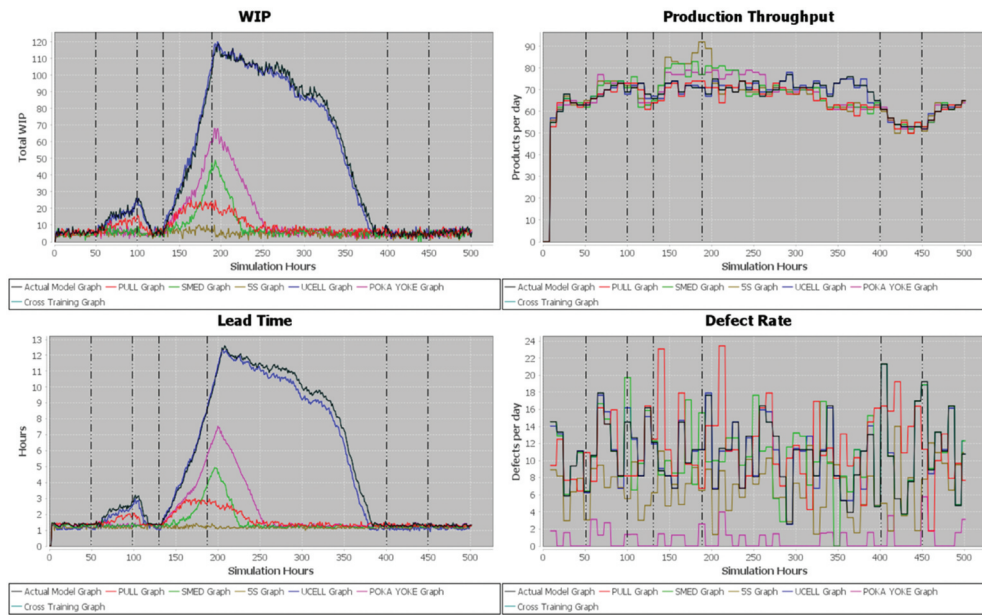 WIP
Total WIP
120
110
100
90
80
70
60
50
40
30
20
10
0
0 50 100 150 200 250 300 350 400 450 500
Simulation Hours
Actual Model Graph PULL Graph SMED Graph 5S Graph UCELL Graph POKA YOKE Graph
Cross Training Graph
Production Throughput
Products per day
90
80
70
60
50
40
30
20
10
0
0 50 100 150 200 250 300 350 400 450 500
Simulation Hours
Actual Model Graph PULL Graph SMED Graph 5S Graph UCELL Graph POKA YOKE Graph
Cross Training Graph
Lead Time
Hours
13
12
11
10
9
8
7
6
5
4
3
2
1
0
0 50 100 150 200 250 300 350 400 450 500
Simulation Hours
Actual Model Graph PULL Graph SMED Graph 5S Graph UCELL Graph POKA YOKE Graph
Cross Training Graph
Defect Rate
Defects per day
24
22
20
18
16
14
12
10
8
6
4
2
0
0 50 100 150 200 250 300 350 400 450 500
Simulation Hours
Actual Model Graph PULL Graph SMED Graph 5S Graph UCELL Graph POKA YOKE Graph
Cross Training Graph